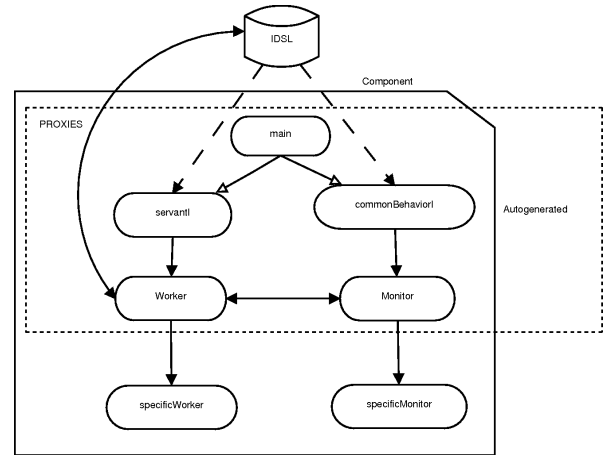 IDSL
Component
PROXIES
main
servantI
commonBehaviorI
Autogenerated
Worker
Monitor
specificWorker
specificMonitor